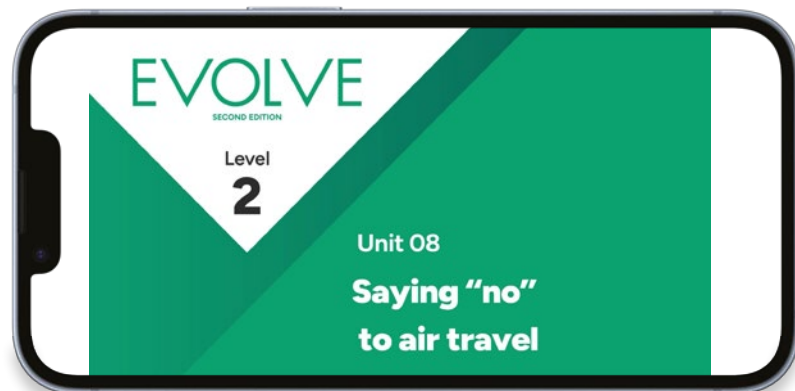 EVOLVE
SECOND EDITION
Level
2
Unit 08
Saying “no”
to air travel